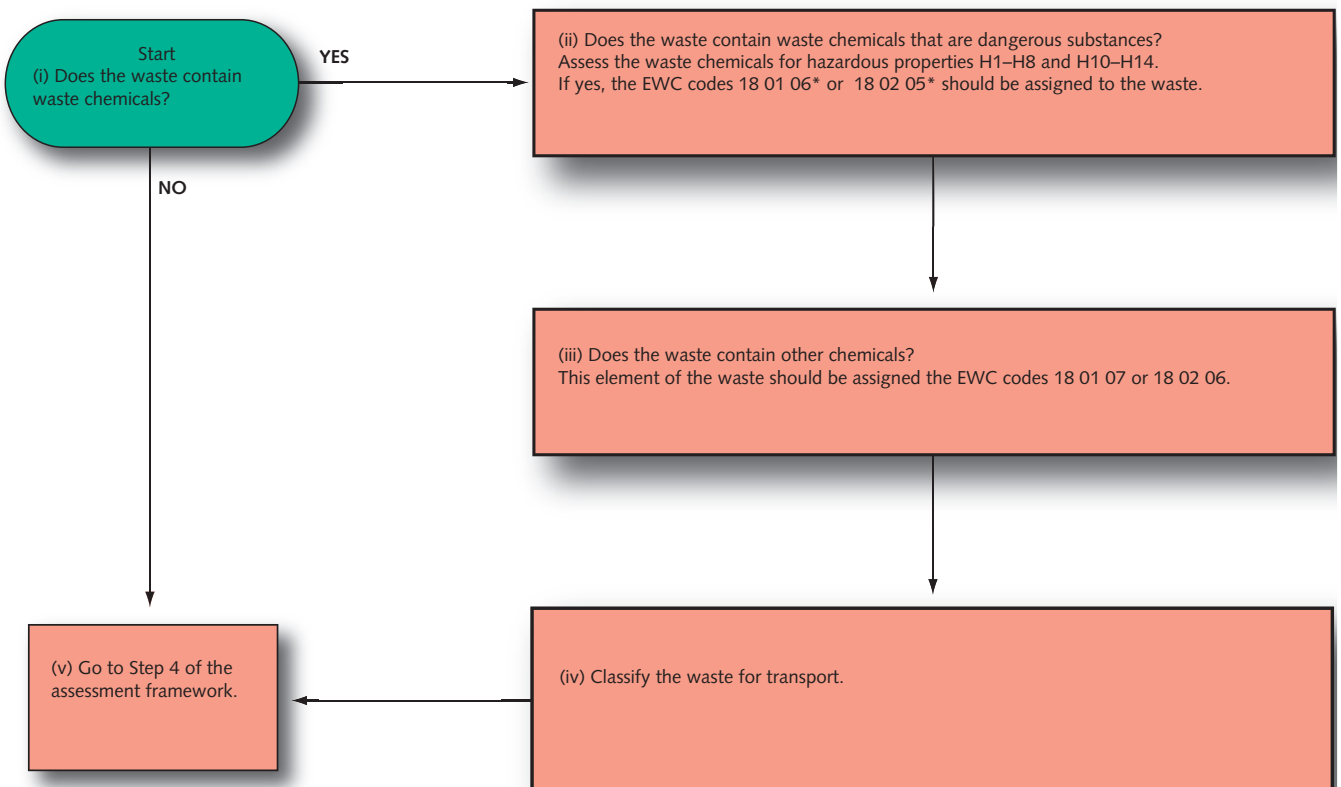 Start
(i) Does the waste contain
waste chemicals?
YES
(ii) Does the waste contain waste chemicals that are dangerous substances?
Assess the waste chemicals for hazardous properties H1–H8 and H10–H14.
If yes, the EWC codes 18 01 06* or 18 02 05* should be assigned to the waste.
NO
(iii) Does the waste contain other chemicals?
This element of the waste should be assigned the EWC codes 18 01 07 or 18 02 06.
(iv) Classify the waste for transport.
(v) Go to Step 4 of the
assessment framework.